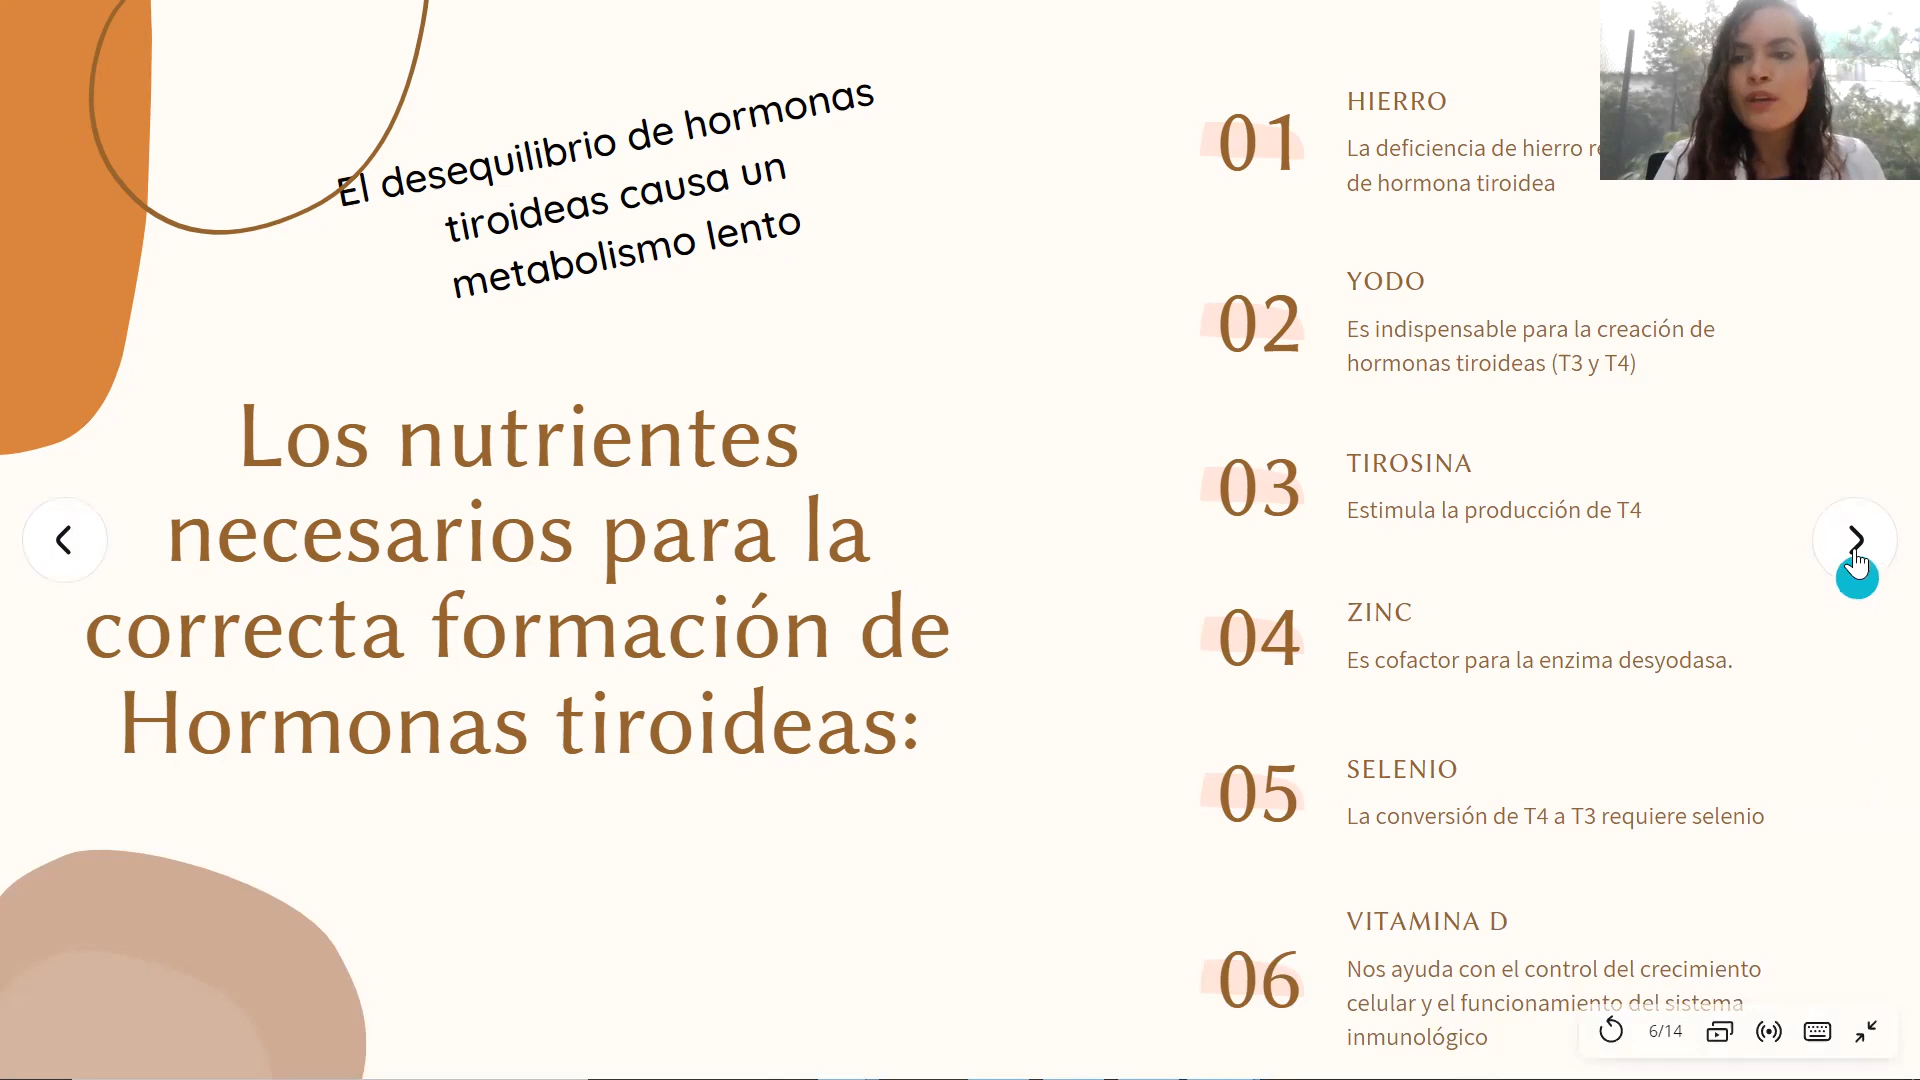 El desequilibrio de hormonas
tiroideas causa un
metabolismo lento
Los nutrientes
necesarios para la
correcta formación de
Hormonas tiroideas:
01
HIERRO
La deficiencia de hierro
de hormona tiroidea
02
YODO
Es indispensable para la creación de
hormonas tiroideas (T3 y T4)
03
TIROSINA
Estimula la producción de T4
04
ZINC
Es cofactor para la enzima desyodasa.
05
SELENIO
La conversión de T4 a T3 requiere selenio
06
VITAMINA D
Nos ayuda con el control del crecimiento
celular y el funcionamiento del sistema
inmunológico
6/14